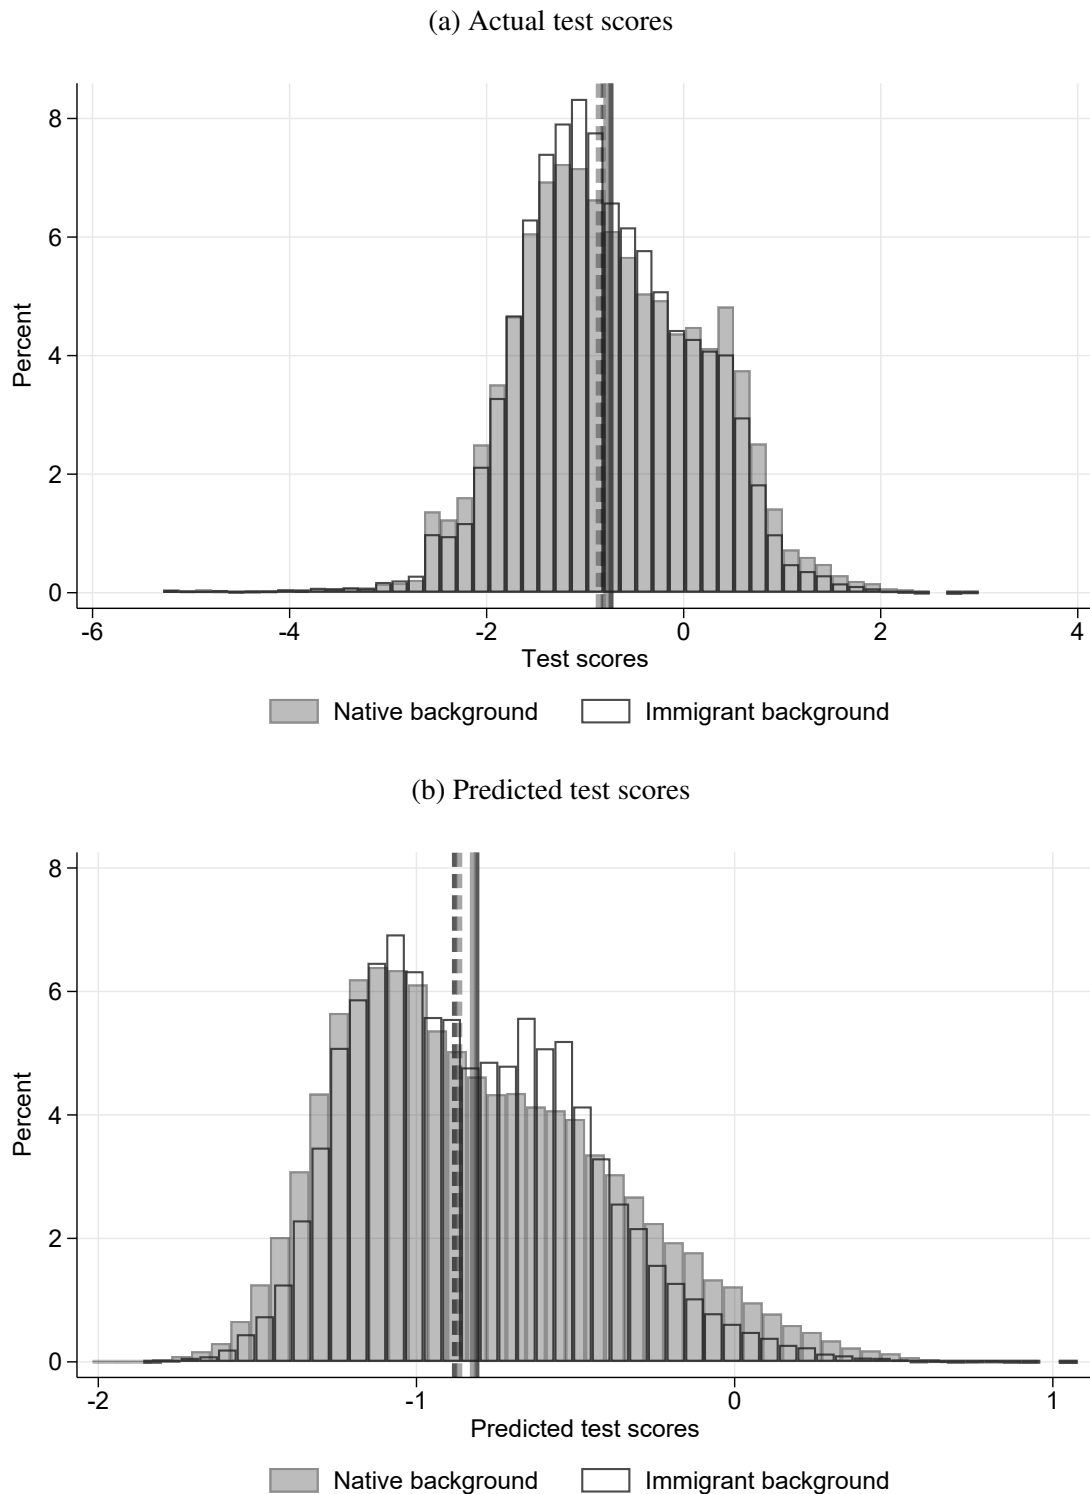 (a) Actual test scores
8
6
4
2
0
Percent
-6 -4 -2 0 2 4
Test scores
Native background Immigrant background
(b) Predicted test scores
8
6
4
2
0
Percent
-2 -1 0 1
Predicted test scores
Native background Immigrant background